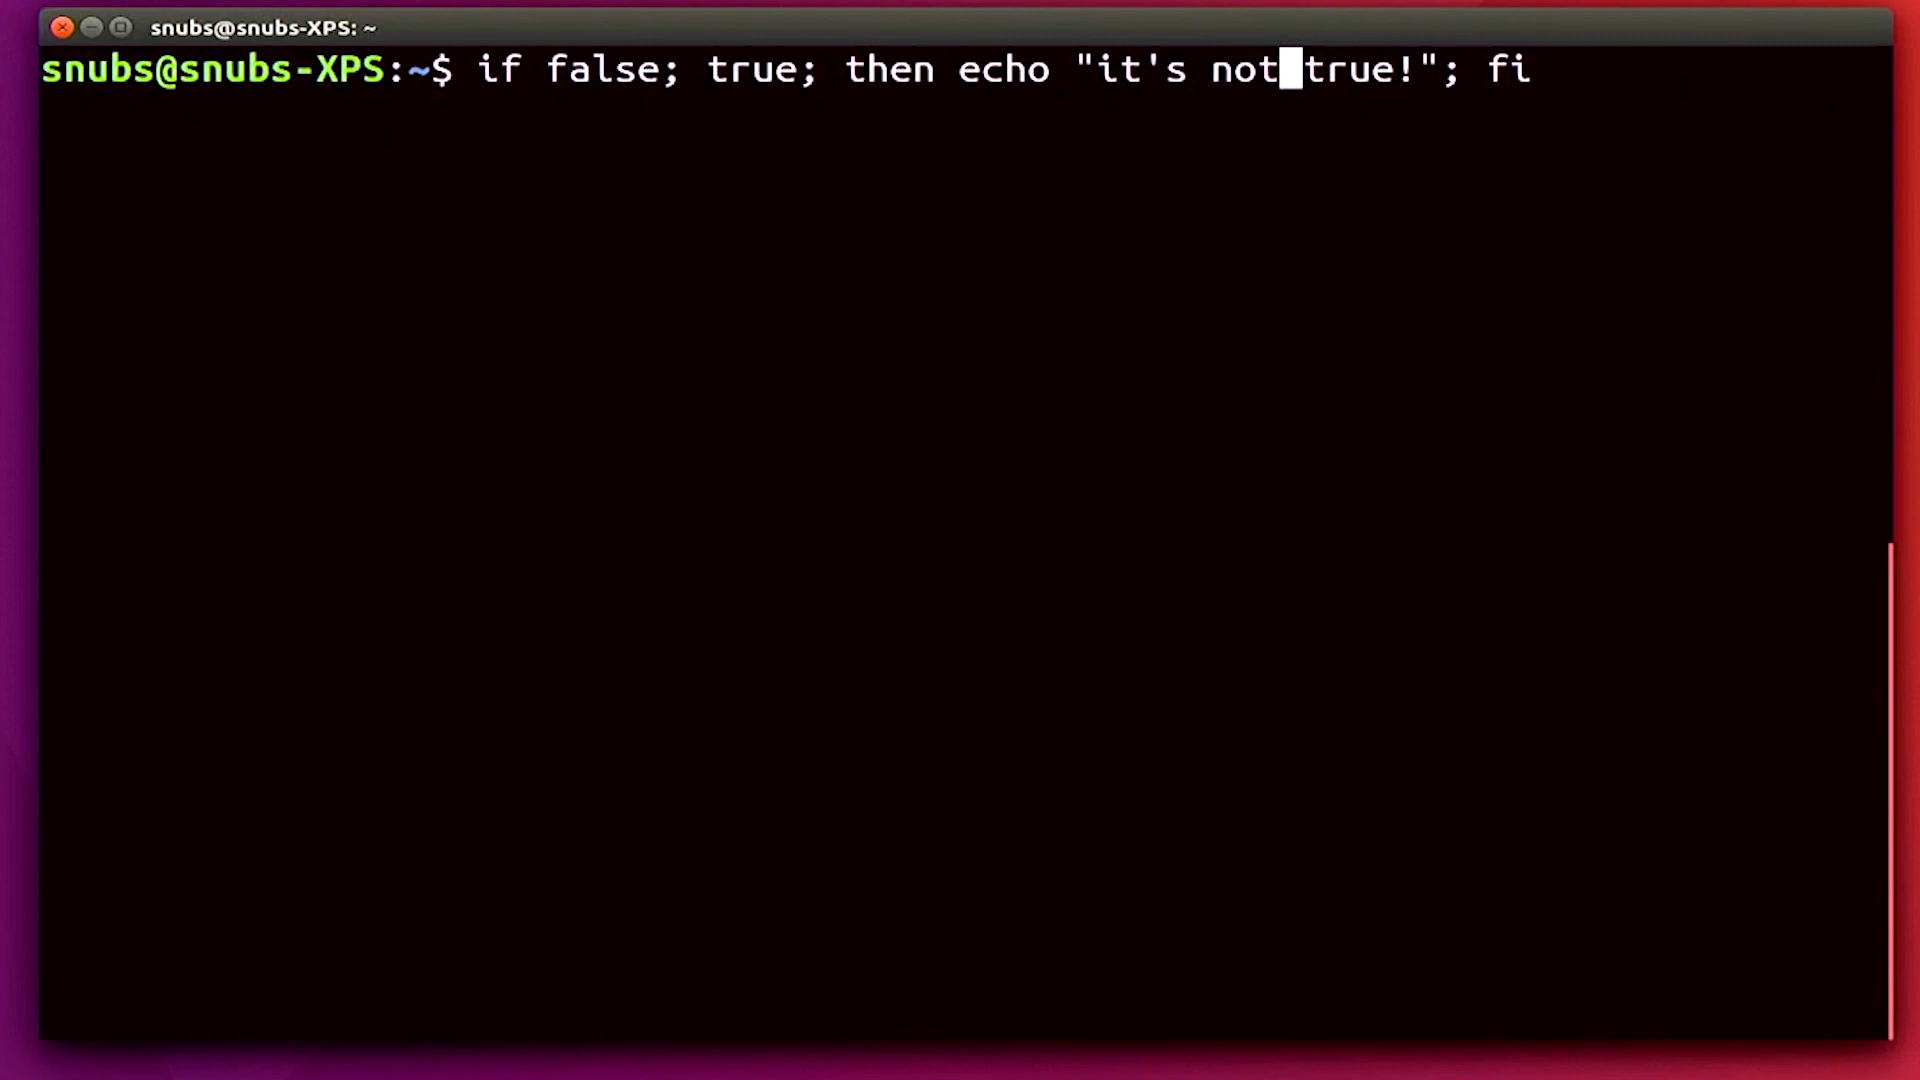 snubs@snubs-XPS: ~
snubs@snubs-XPS:~$ if false; true; then echo "it's not true!"; fi